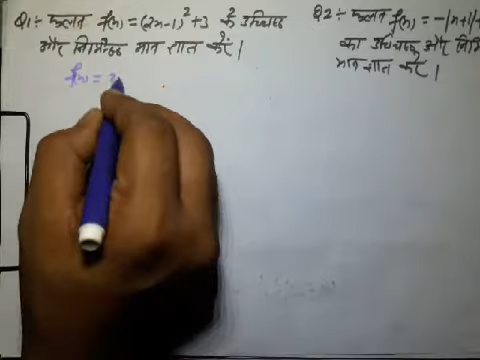 Q1÷ फलन f(x) = (2x-1)² + 3 के उच्चिष्ठ
और निम्निष्ठ मान ज्ञात करें।
f(x) =
Q2÷ फलन f(x) = -|x+1|+
का उच्चिष्ठ और
मान ज्ञात करें।